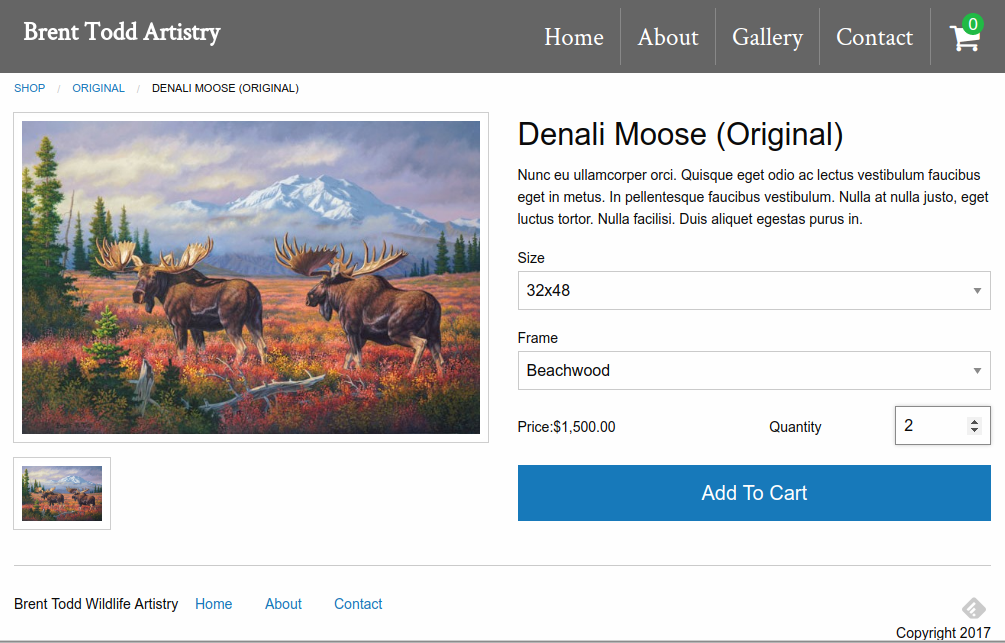 Brent Todd Artistry
Home About Gallery Contact 0
SHOP / ORIGINAL / DENALI MOOSE (ORIGINAL)
Denali Moose (Original)
Nunc eu ullamcorper orci. Quisque eget odio ac lectus vestibulum faucibus
eget in metus. In pellentesque faucibus vestibulum. Nulla at nulla justo, eget
luctus tortor. Nulla facilisi. Duis aliquet egestas purus in.
Size
32x48
Frame
Beachwood
Price:$1,500.00 Quantity 2
Add To Cart
Brent Todd Wildlife Artistry Home About Contact
Copyright 2017